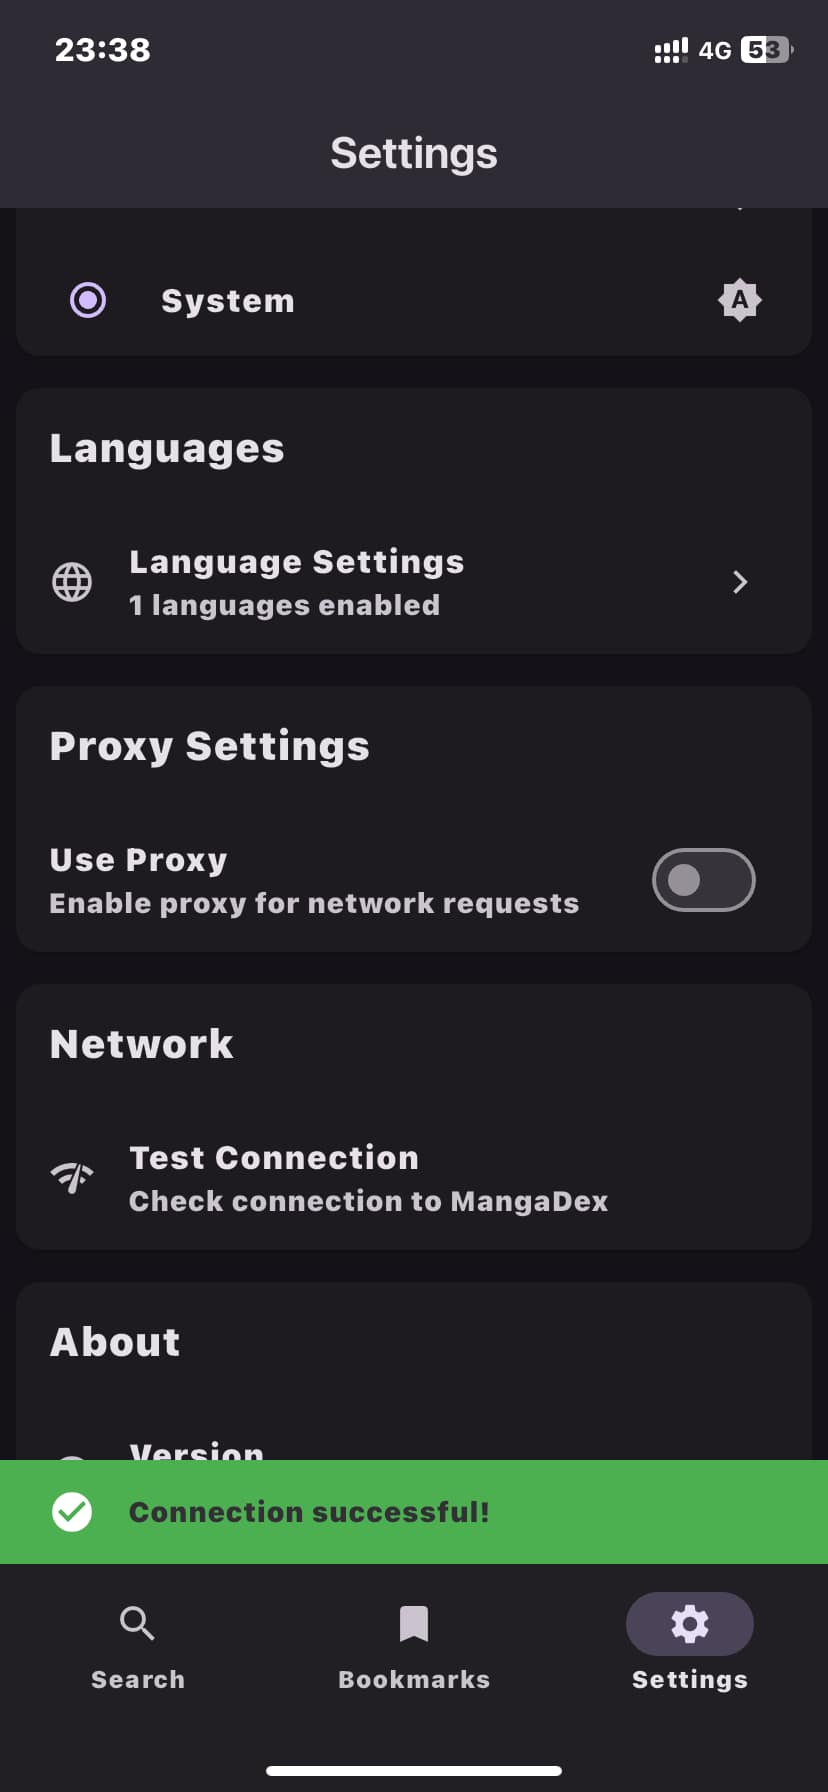 23:38
4G 53
Settings
System
A
Languages
Language Settings
1 languages enabled
Proxy Settings
Use Proxy
Enable proxy for network requests
Network
Test Connection
Check connection to MangaDex
About
Version
Connection successful!
Search Bookmarks Settings